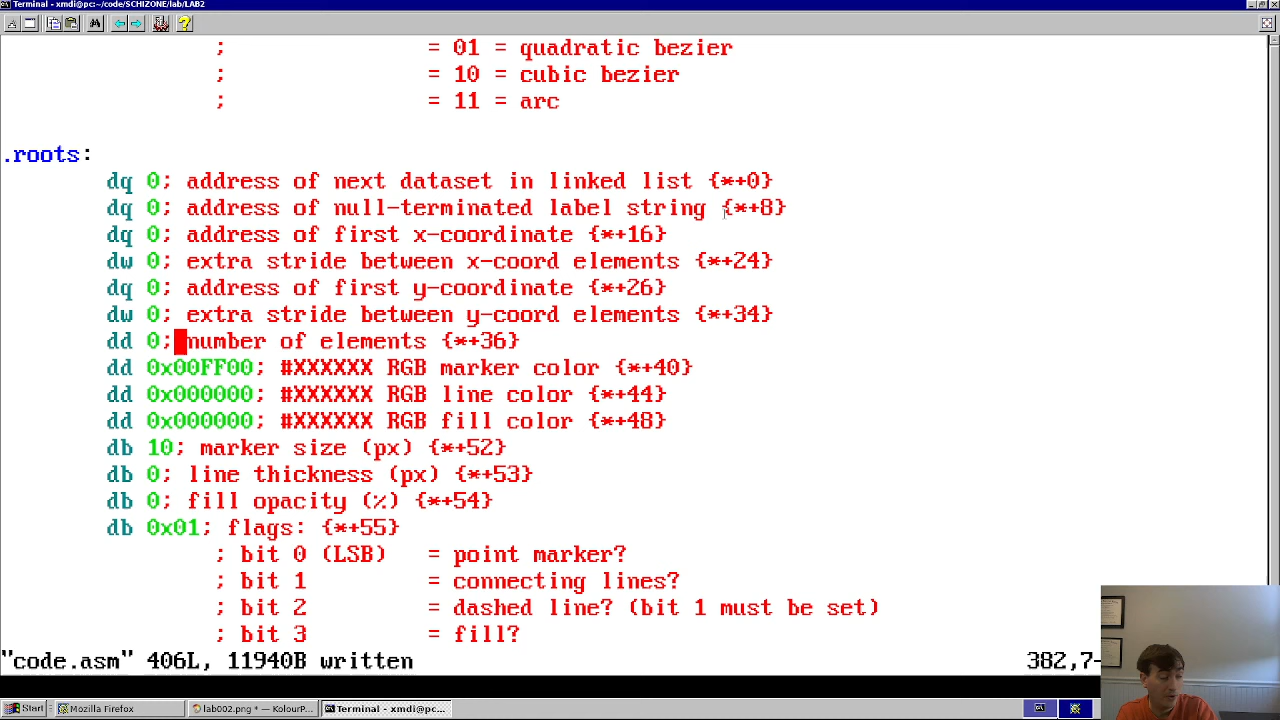 Terminal - xmdi@pc:~/code/SCHIZONE/lab/LAB2
; = 01 = quadratic bezier
; = 10 = cubic bezier
; = 11 = arc
.roots:
dq 0; address of next dataset in linked list {*+0}
dq 0; address of null-terminated label string {*+8}
dq 0; address of first x-coordinate {*+16}
dw 0; extra stride between x-coord elements {*+24}
dq 0; address of first y-coordinate {*+26}
dw 0; extra stride between y-coord elements {*+34}
dd 0; number of elements {*+36}
dd 0x00FF00; #XXXXXX RGB marker color {*+40}
dd 0x000000; #XXXXXX RGB line color {*+44}
dd 0x000000; #XXXXXX RGB fill color {*+48}
db 10; marker size (px) {*+52}
db 0; line thickness (px) {*+53}
db 0; fill opacity (%) {*+54}
db 0x01; flags: {*+55}
; bit 0 (LSB) = point marker?
; bit 1 = connecting lines?
; bit 2 = dashed line? (bit 1 must be set)
; bit 3 = fill?
"code.asm" 406L, 11940B written 382,7-
Start Mozilla Firefox lab002.png * — KolourP... Terminal - xmdi@pc:~/c...